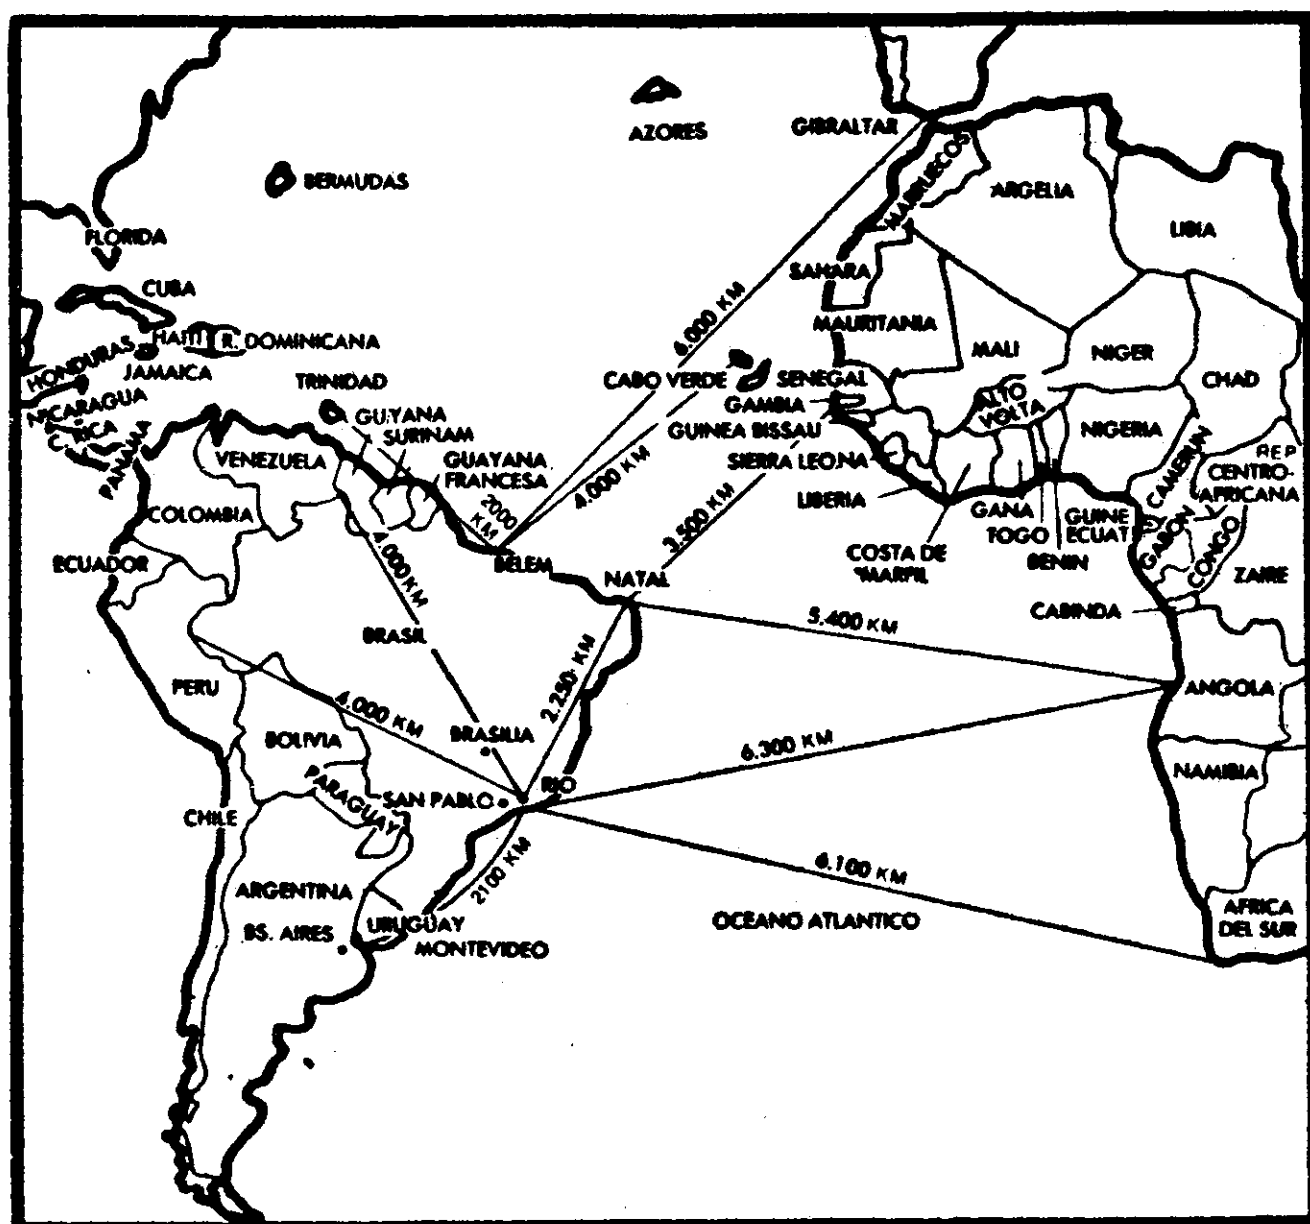 AZORES
GIBRALTAR
BERMUDAS
MARRUECOS
ARGELIA
LIBIA
FLORIDA
SAHARA
CUBA
6.000 KM
MAURITANIA
HAITI
R. DOMINICANA
HONDURAS
JAMAICA
TRINIDAD
MALI
NIGER
CHAD
CABO VERDE
SENEGAL
NICARAGUA
GAMBIA
ALTO
VOLTA
C. RICA
GUYANA
SURINAM
GUINEA BISSAU
NIGERIA
PANAMA
VENEZUELA
GUAYANA
FRANCESA
4.000 KM
SIERRA LEONA
CAMERUN
REP
CENTRO-
AFRICANA
COLOMBIA
2000
KM
3.500 KM
LIBERIA
GANA
TOGO
GUINE
ECUAT
GABON
CONGO
ECUADOR
4.000 KM
BELEM
COSTA DE
MARFIL
BENIN
ZAIRE
NATAL
CABINDA
BRASIL
5.400 KM
PERU
4.000 KM
2.250 KM
ANGOLA
BOLIVIA
BRASILIA
6.300 KM
NAMIBIA
PARAGUAY
SAN PABLO
RIO
CHILE
6.100 KM
2100 KM
ARGENTINA
OCEANO ATLANTICO
AFRICA
DEL SUR
BS. AIRES
URUGUAY
MONTEVIDEO